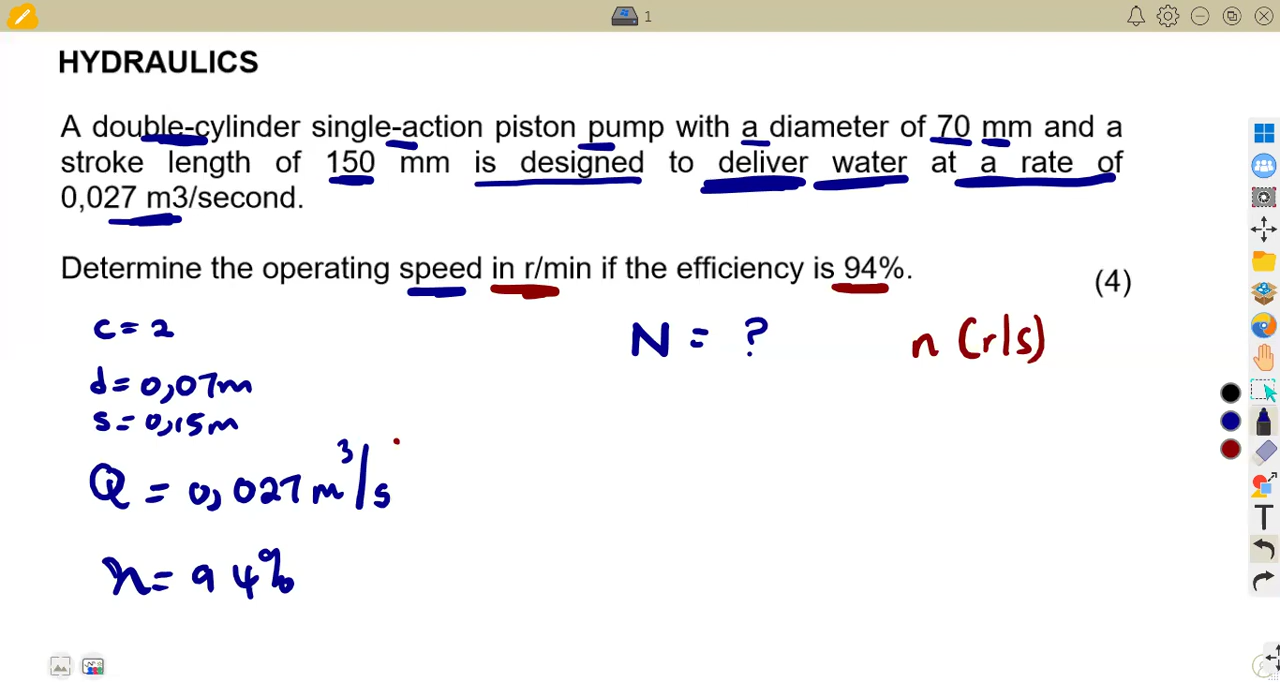 1
HYDRAULICS
A double-cylinder single-action piston pump with a diameter of 70 mm and a
stroke length of 150 mm is designed to deliver water at a rate of
0,027 m3/second.
Determine the operating speed in r/min if the efficiency is 94%.
(4)
c = 2
N = ?
n (r/s)
d = 0,07m
s = 0,15m
Q = 0,027 m³/s
η = 94%